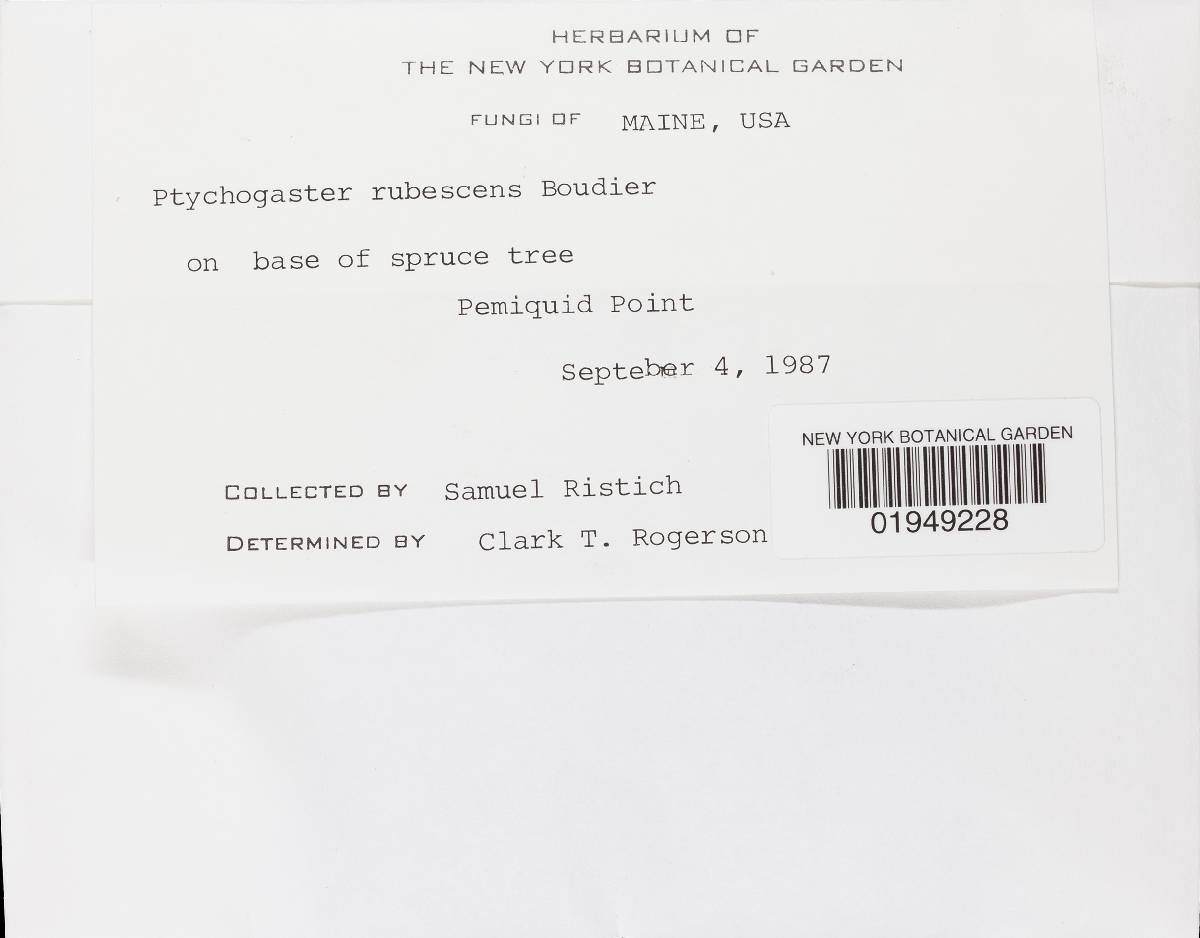 HERBARIUM OF
THE NEW YORK BOTANICAL GARDEN
FUNGI OF MAINE, USA
Ptychogaster rubescens Boudier
on base of spruce tree
Pemiquid Point
Septeber 4, 1987
NEW YORK BOTANICAL GARDEN
01949228
COLLECTED BY Samuel Ristich
DETERMINED BY Clark T. Rogerson